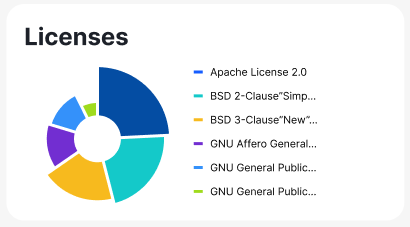 Licenses
Apache License 2.0
BSD 2-Clause"Simp...
BSD 3-Clause"New"...
GNU Affero General...
GNU General Public...
GNU General Public...